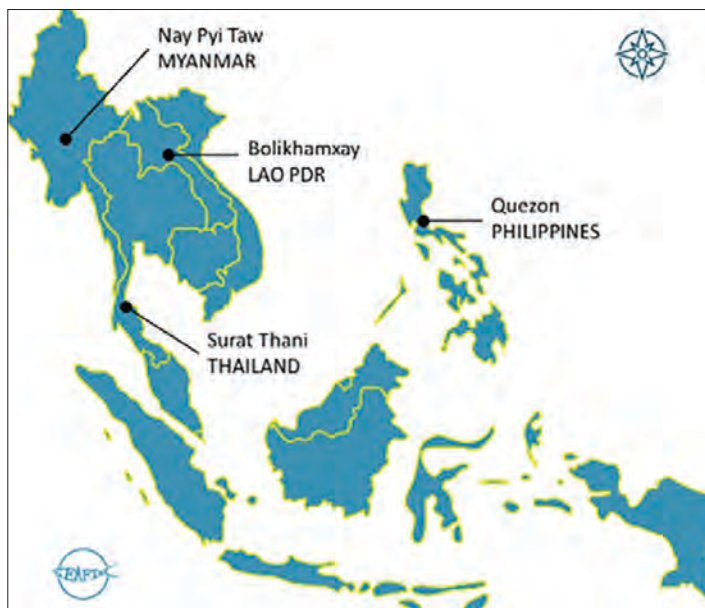 Nay Pyi Taw
MYANMAR
Bolikhamxay
LAO PDR
Quezon
PHILIPPINES
Surat Thani
THAILAND